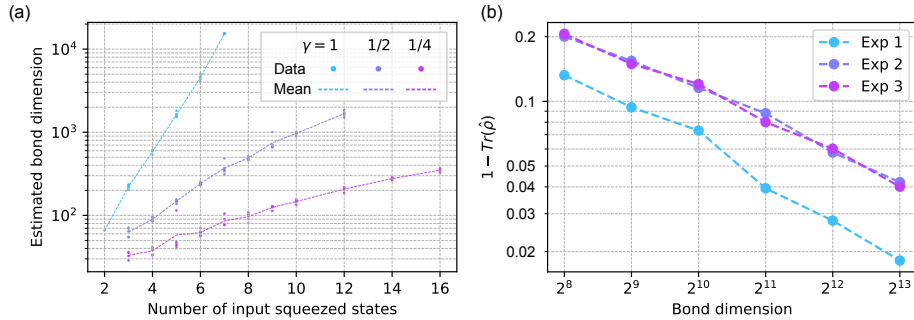 (a)
Estimated bond dimension
10^4
10^3
10^2
γ = 1 1/2 1/4
Data
Mean
2 4 6 8 10 12 14 16
Number of input squeezed states
(b)
1 − Tr(ρ̂)
0.2
0.1
0.05
0.04
0.03
0.02
Exp 1
Exp 2
Exp 3
2^8 2^9 2^10 2^11 2^12 2^13
Bond dimension